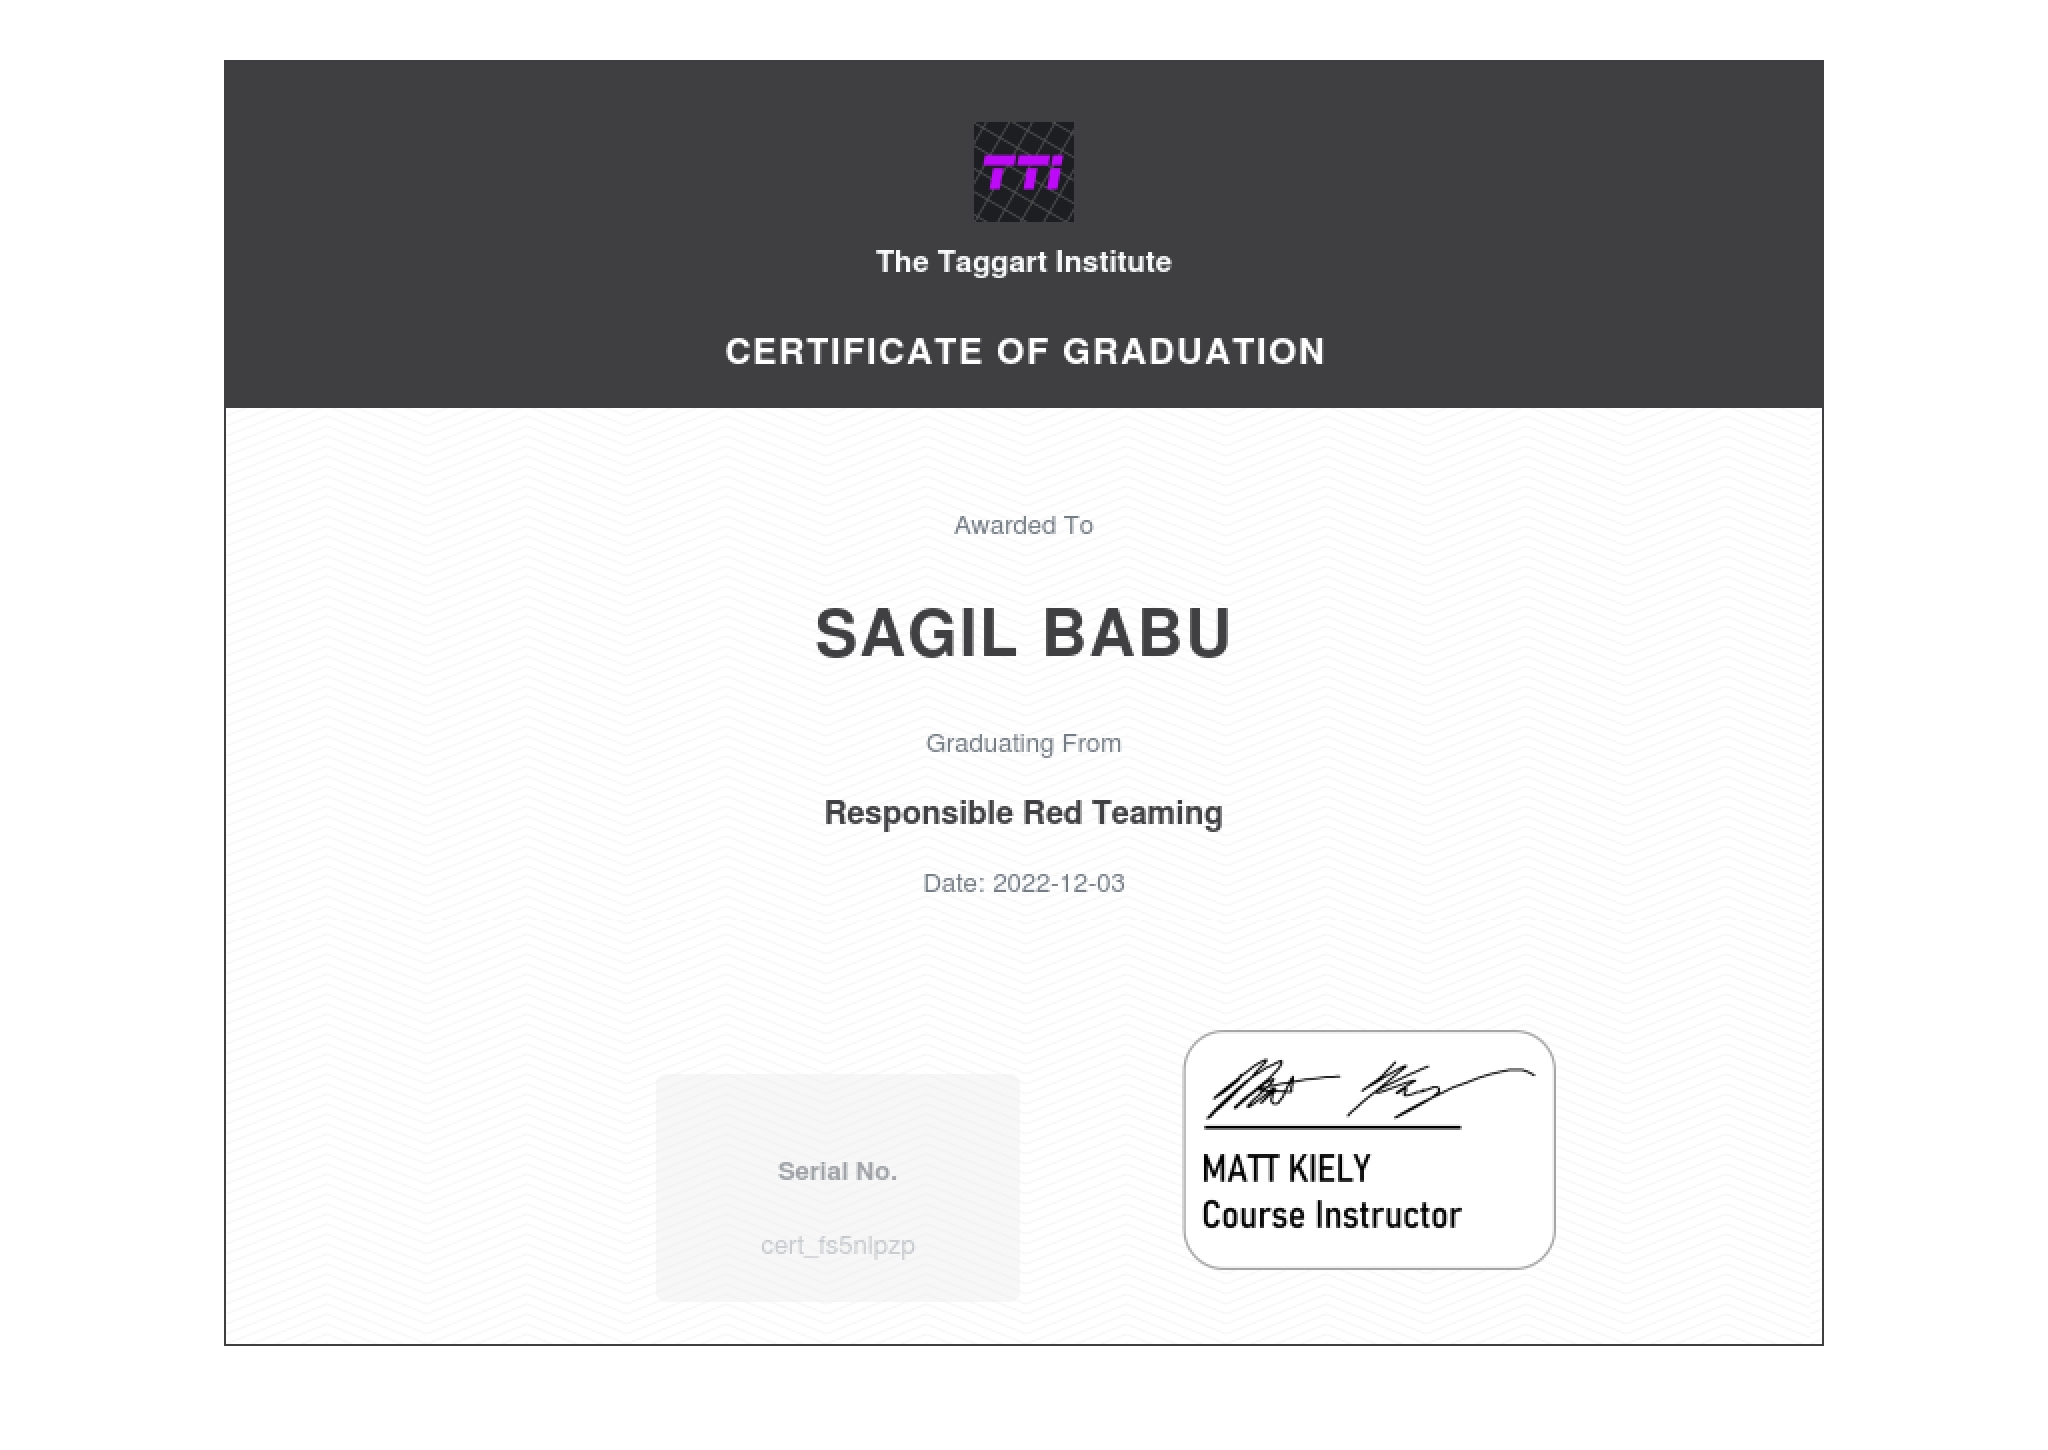 TTI
The Taggart Institute
CERTIFICATE OF GRADUATION
Awarded To
SAGIL BABU
Graduating From
Responsible Red Teaming
Date: 2022-12-03
Serial No.
cert_fs5nlpzp
MATT KIELY
Course Instructor